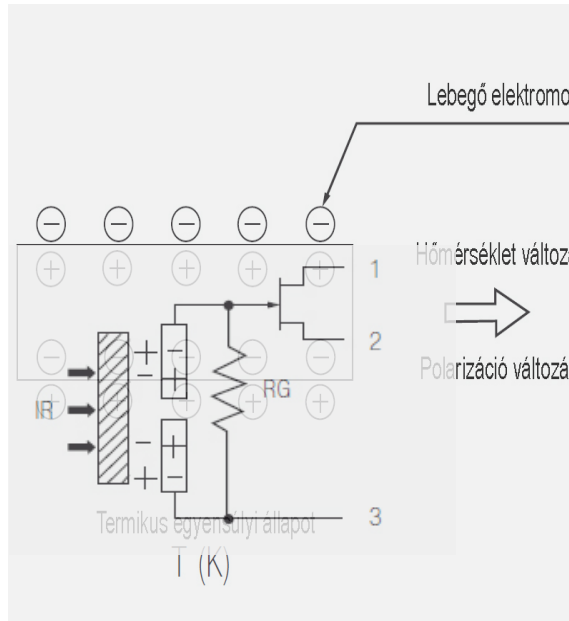 Lebegő elektromo
Hőmérséklet változá
1
2
Polarizáció változá
RG
IR
3
Termikus egyensúlyi állapot
T (K)